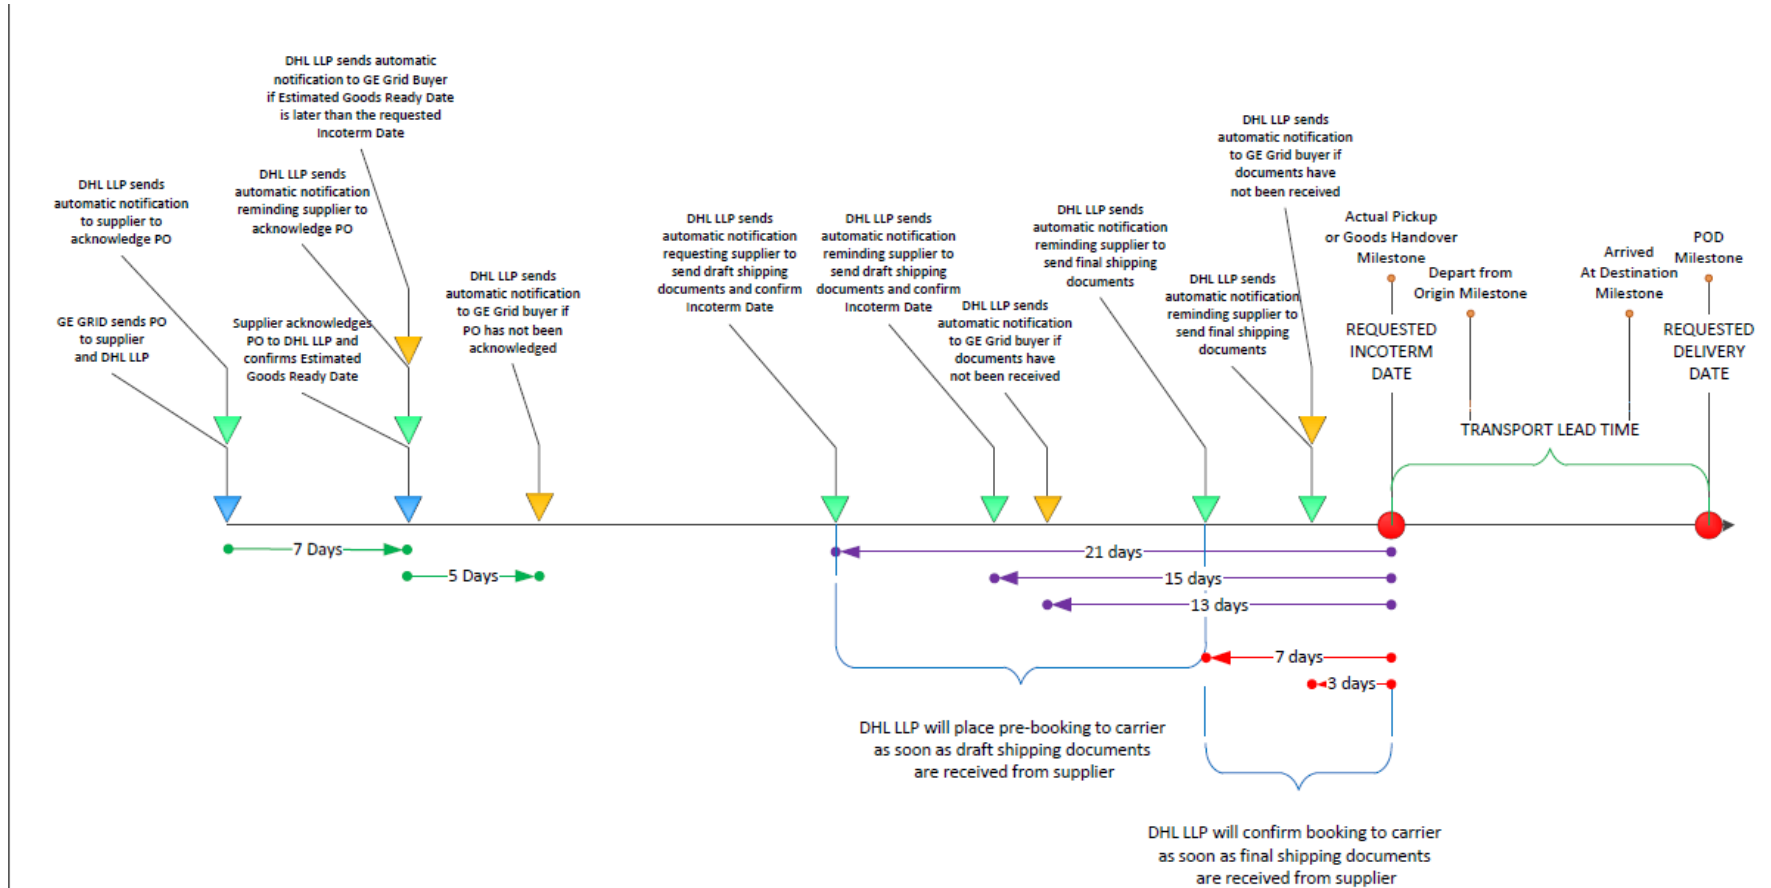 DHL LLP sends automatic
notification to GE Grid Buyer
if Estimated Goods Ready Date
is later than the requested
Incoterm Date
DHL LLP sends
automatic notification
to supplier to
acknowledge PO
DHL LLP sends
automatic notification
reminding supplier to
acknowledge PO
GE GRID sends PO
to supplier
and DHL LLP
Supplier acknowledges
PO to DHL LLP and
confirms Estimated
Goods Ready Date
DHL LLP sends
automatic notification
to GE Grid buyer if
PO has not been
acknowledged
DHL LLP sends
automatic notification
requesting supplier to
send draft shipping
documents and confirm
Incoterm Date
DHL LLP sends
automatic notification
reminding supplier to
send draft shipping
documents and confirm
Incoterm Date
DHL LLP sends
automatic notification
to GE Grid buyer if
documents have
not been received
DHL LLP sends
automatic notification
reminding supplier to
send final shipping
documents
DHL LLP sends
automatic notification
reminding supplier to
send final shipping
documents
DHL LLP sends
automatic notification
to GE Grid buyer if
documents have
not been received
Actual Pickup
or Goods Handover
Milestone
REQUESTED
INCOTERM
DATE
Depart from
Origin Milestone
Arrived
At Destination
Milestone
POD
Milestone
REQUESTED
DELIVERY
DATE
TRANSPORT LEAD TIME
7 Days
5 Days
21 days
15 days
13 days
7 days
3 days
DHL LLP will place pre-booking to carrier
as soon as draft shipping documents
are received from supplier
DHL LLP will confirm booking to carrier
as soon as final shipping documents
are received from supplier